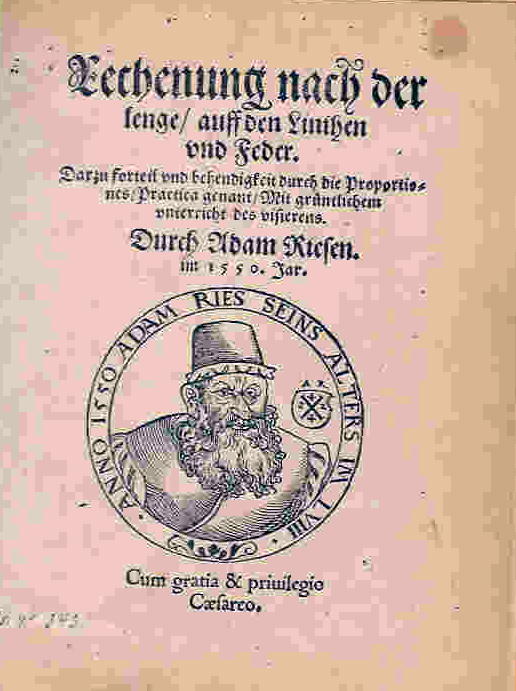 Rechenung nach der
lenge/ auff den Linihen
vnd Feder.
Darzu forteil vnd behendigkeit durch die Proportio-
nes/ Practica genant/ Mit grüntlichem
vnterricht des visierens.
Durch Adam Riesen.
im 1550. Jar.
ANNO 1550 ADAM RIES SEINS ALTERS IM LVIII
A R
Cum gratia & priuilegio
Cæsareo.